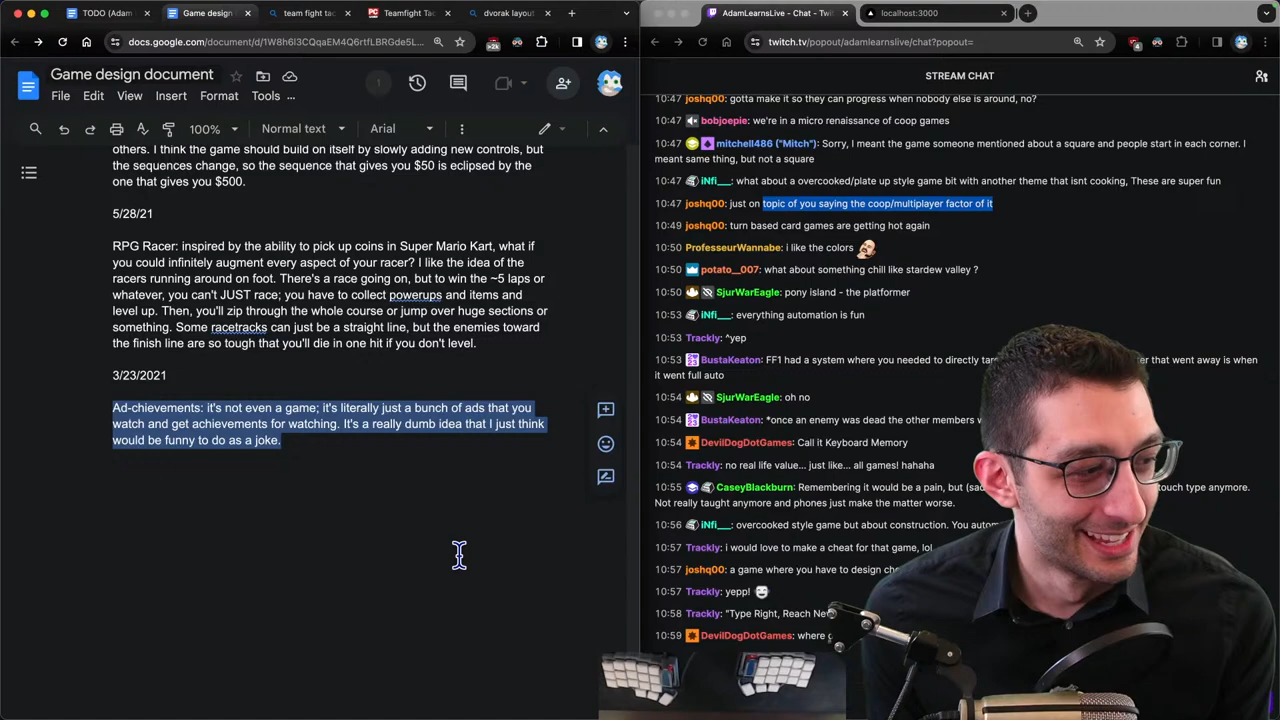 TODO (Adam
Game design
team fight tac
Teamfight Tac
dvorak layout
docs.google.com/document/d/1W8h6l3CQqaEM4Q6rtfLBRGde5L...
Game design document
File Edit View Insert Format Tools
100% Normal text Arial
others. I think the game should build on itself by slowly adding new controls, but
the sequences change, so the sequence that gives you $50 is eclipsed by the
one that gives you $500.
5/28/21
RPG Racer: inspired by the ability to pick up coins in Super Mario Kart, what if
you could infinitely augment every aspect of your racer? I like the idea of the
racers running around on foot. There's a race going on, but to win the ~5 laps or
whatever, you can't JUST race; you have to collect powerups and items and
level up. Then, you'll zip through the whole course or jump over huge sections or
something. Some racetracks can just be a straight line, but the enemies toward
the finish line are so tough that you'll die in one hit if you don't level.
3/23/2021
Ad-chievements: it's not even a game; it's literally just a bunch of ads that you
watch and get achievements for watching. It's a really dumb idea that I just think
would be funny to do as a joke.
AdamLearnsLive - Chat - Twit
localhost:3000
twitch.tv/popout/adamlearnslive/chat?popout=
STREAM CHAT
10:47 joshq00: gotta make it so they can progress when nobody else is around, no?
10:47 bobjoepie: we're in a micro renaissance of coop games
10:47 mitchell486 ("Mitch"): Sorry, I meant the game someone mentioned about a square and people start in each corner. I
meant same thing, but not a square
10:47 iNfi___: what about a overcooked/plate up style game bit with another theme that isnt cooking, These are super fun
10:47 joshq00: just on topic of you saying the coop/multiplayer factor of it
10:49 joshq00: turn based card games are getting hot again
10:50 ProfesseurWannabe: i like the colors
10:50 potato__007: what about something chill like stardew valley ?
10:50 SjurWarEagle: pony island - the platformer
10:53 iNfi___: everything automation is fun
10:53 Trackly: ^yep
10:53 BustaKeaton: FF1 had a system where you needed to directly tar
er that went away is when
it went full auto
10:54 SjurWarEagle: oh no
10:54 BustaKeaton: *once an enemy was dead the other memb
10:54 DevilDogDotGames: Call it Keyboard Memory
10:54 Trackly: no real life value... just like... all games! hahaha
10:55 CaseyBlackburn: Remembering it would be a pain, but (sad
touch type anymore.
Not really taught anymore and phones just make the matter worse.
10:56 iNfi___: overcooked style game but about construction. You autom
10:57 Trackly: i would love to make a cheat for that game, lol
10:57 joshq00: a game where you have to design che
10:57 Trackly: yepp!
10:58 Trackly: "Type Right, Reach Ne
10:59 DevilDogDotGames: where